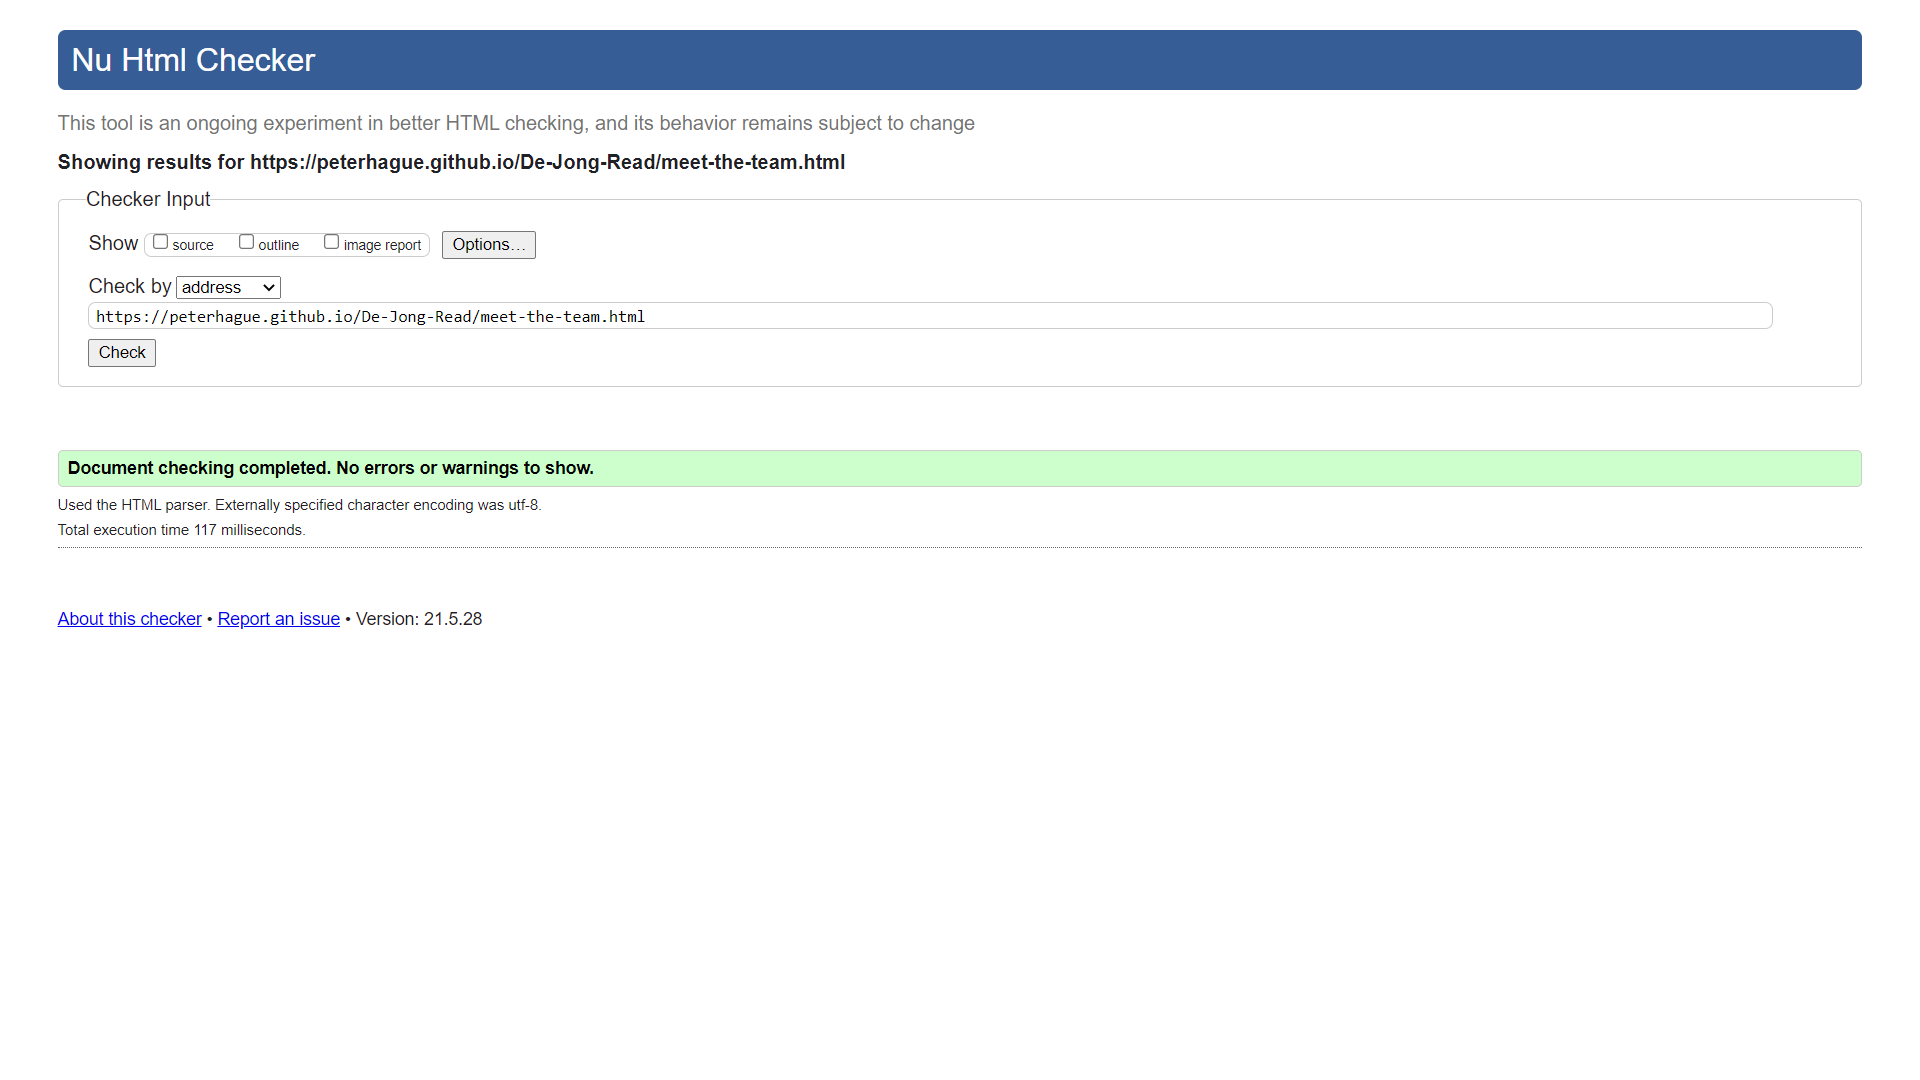 Nu Html Checker
This tool is an ongoing experiment in better HTML checking, and its behavior remains subject to change
Showing results for https://peterhague.github.io/De-Jong-Read/meet-the-team.html
Checker Input
Show source outline image report Options…
Check by address
https://peterhague.github.io/De-Jong-Read/meet-the-team.html
Check
Document checking completed. No errors or warnings to show.
Used the HTML parser. Externally specified character encoding was utf-8.
Total execution time 117 milliseconds.
About this checker • Report an issue • Version: 21.5.28